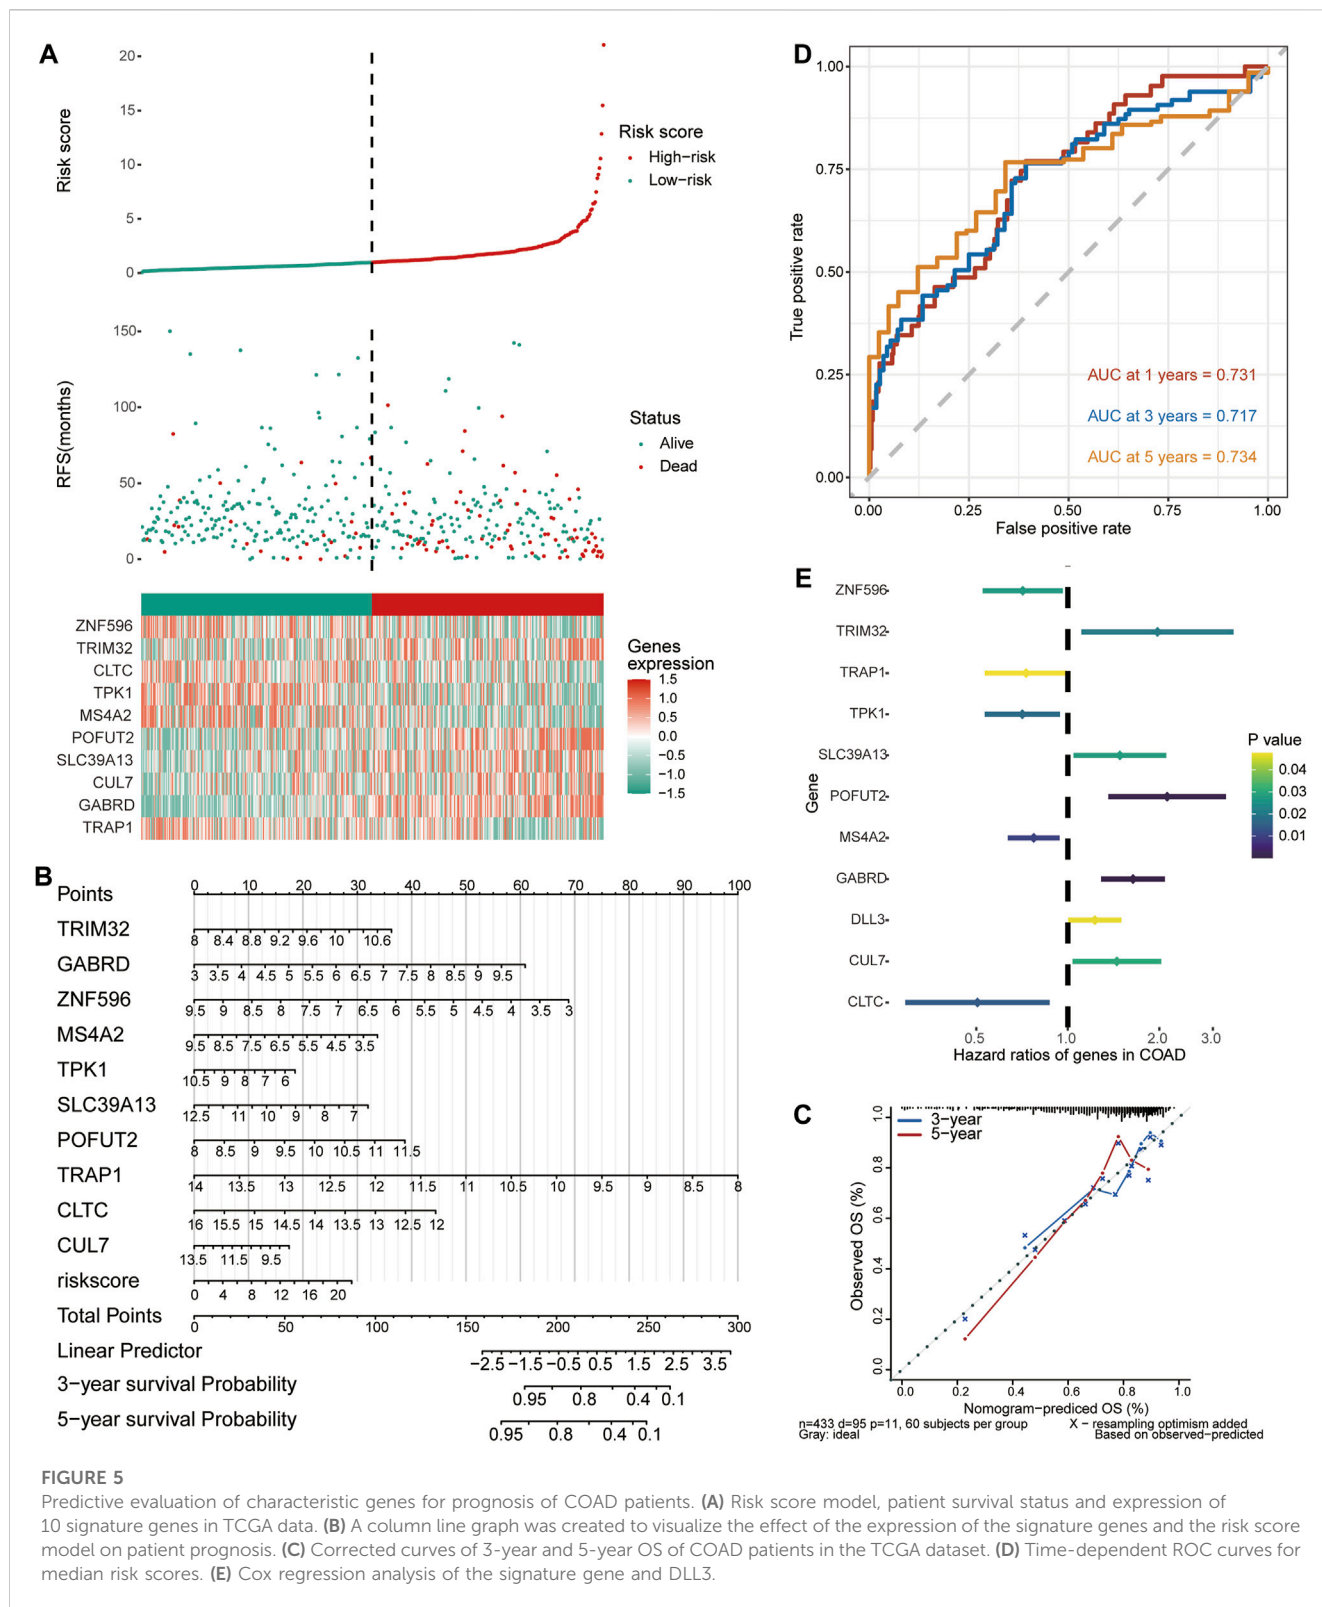 A
20
15
10
5
0
Risk score
Risk score
High−risk
Low−risk
150
100
50
0
RFS(months)
Status
Alive
Dead
ZNF596
TRIM32
CLTC
TPK1
MS4A2
POFUT2
SLC39A13
CUL7
GABRD
TRAP1
Genes
expression
1.5
1.0
0.5
0.0
−0.5
−1.0
−1.5
B
Points
0 10 20 30 40 50 60 70 80 90 100
TRIM32
8 8.4 8.8 9.2 9.6 10 10.6
GABRD
3 3.5 4 4.5 5 5.5 6 6.5 7 7.5 8 8.5 9 9.5
ZNF596
9.5 9 8.5 8 7.5 7 6.5 6 5.5 5 4.5 4 3.5 3
MS4A2
9.5 8.5 7.5 6.5 5.5 4.5 3.5
TPK1
10.5 9 8 7 6
SLC39A13
12.5 11 10 9 8 7
POFUT2
8 8.5 9 9.5 10 10.5 11 11.5
TRAP1
14 13.5 13 12.5 12 11.5 11 10.5 10 9.5 9 8.5 8
CLTC
16 15.5 15 14.5 14 13.5 13 12.5 12
CUL7
13.5 11.5 9.5
riskscore
0 4 8 12 16 20
Total Points
0 50 100 150 200 250 300
Linear Predictor
−2.5 −1.5 −0.5 0.5 1.5 2.5 3.5
3−year survival Probability
0.95 0.8 0.4 0.1
5−year survival Probability
0.95 0.8 0.4 0.1
D
1.00
0.75
0.50
0.25
0.00
True positive rate
AUC at 1 years = 0.731
AUC at 3 years = 0.717
AUC at 5 years = 0.734
0.00 0.25 0.50 0.75 1.00
False positive rate
E
ZNF596
TRIM32
TRAP1
TPK1
SLC39A13
POFUT2
MS4A2
GABRD
DLL3
CUL7
CLTC
Gene
0.5 1.0 2.0 3.0
Hazard ratios of genes in COAD
P value
0.04
0.03
0.02
0.01
C
3−year
5−year
1.0
0.8
0.6
0.4
0.2
0.0
Observed OS (%)
0.0 0.2 0.4 0.6 0.8 1.0
Nomogram−prediced OS (%)
n=433 d=95 p=11, 60 subjects per group
Gray: ideal
X − resampling optimism added
Based on observed−predicted
FIGURE 5
Predictive evaluation of characteristic genes for prognosis of COAD patients. (A) Risk score model, patient survival status and expression of
10 signature genes in TCGA data. (B) A column line graph was created to visualize the effect of the expression of the signature genes and the risk score
model on patient prognosis. (C) Corrected curves of 3-year and 5-year OS of COAD patients in the TCGA dataset. (D) Time-dependent ROC curves for
median risk scores. (E) Cox regression analysis of the signature gene and DLL3.